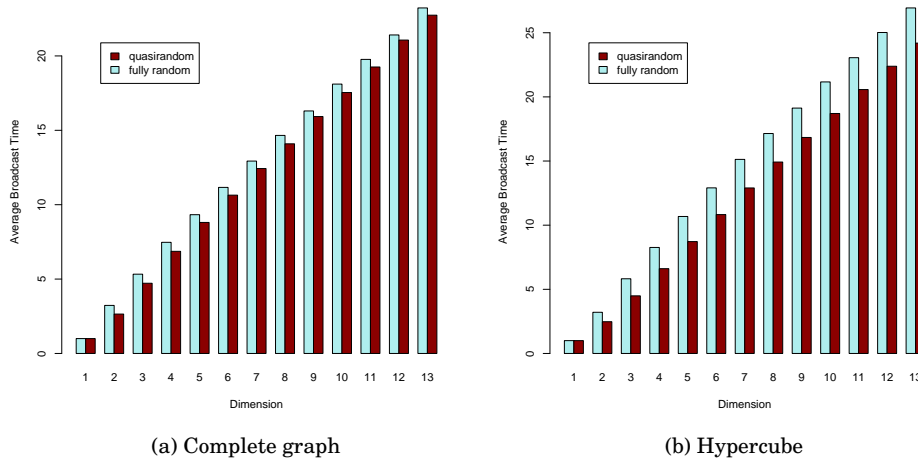 Average Broadcast Time
0
5
10
15
20
quasirandom
fully random
1 2 3 4 5 6 7 8 9 10 11 12 13
Dimension
(a) Complete graph
Average Broadcast Time
0
5
10
15
20
25
quasirandom
fully random
1 2 3 4 5 6 7 8 9 10 11 12 13
Dimension
(b) Hypercube